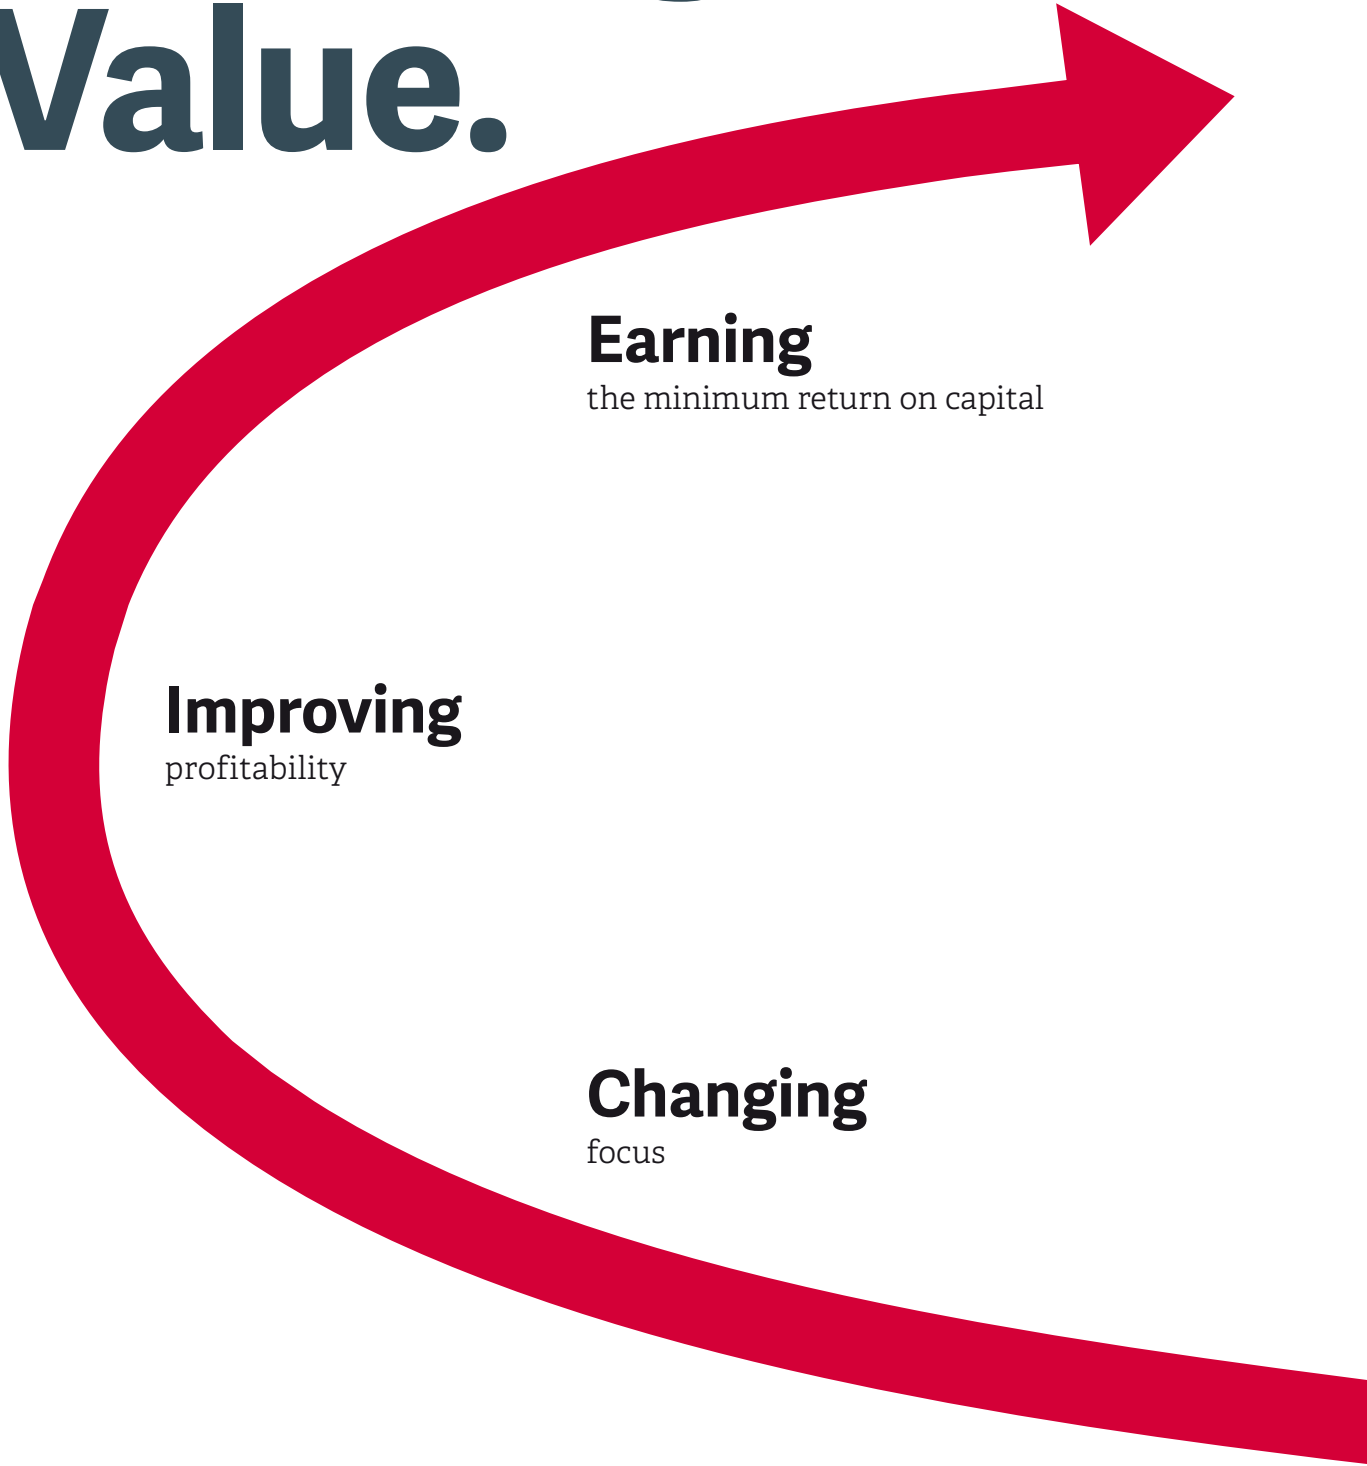 Value.
Earning
the minimum return on capital
Improving
profitability
Changing
focus